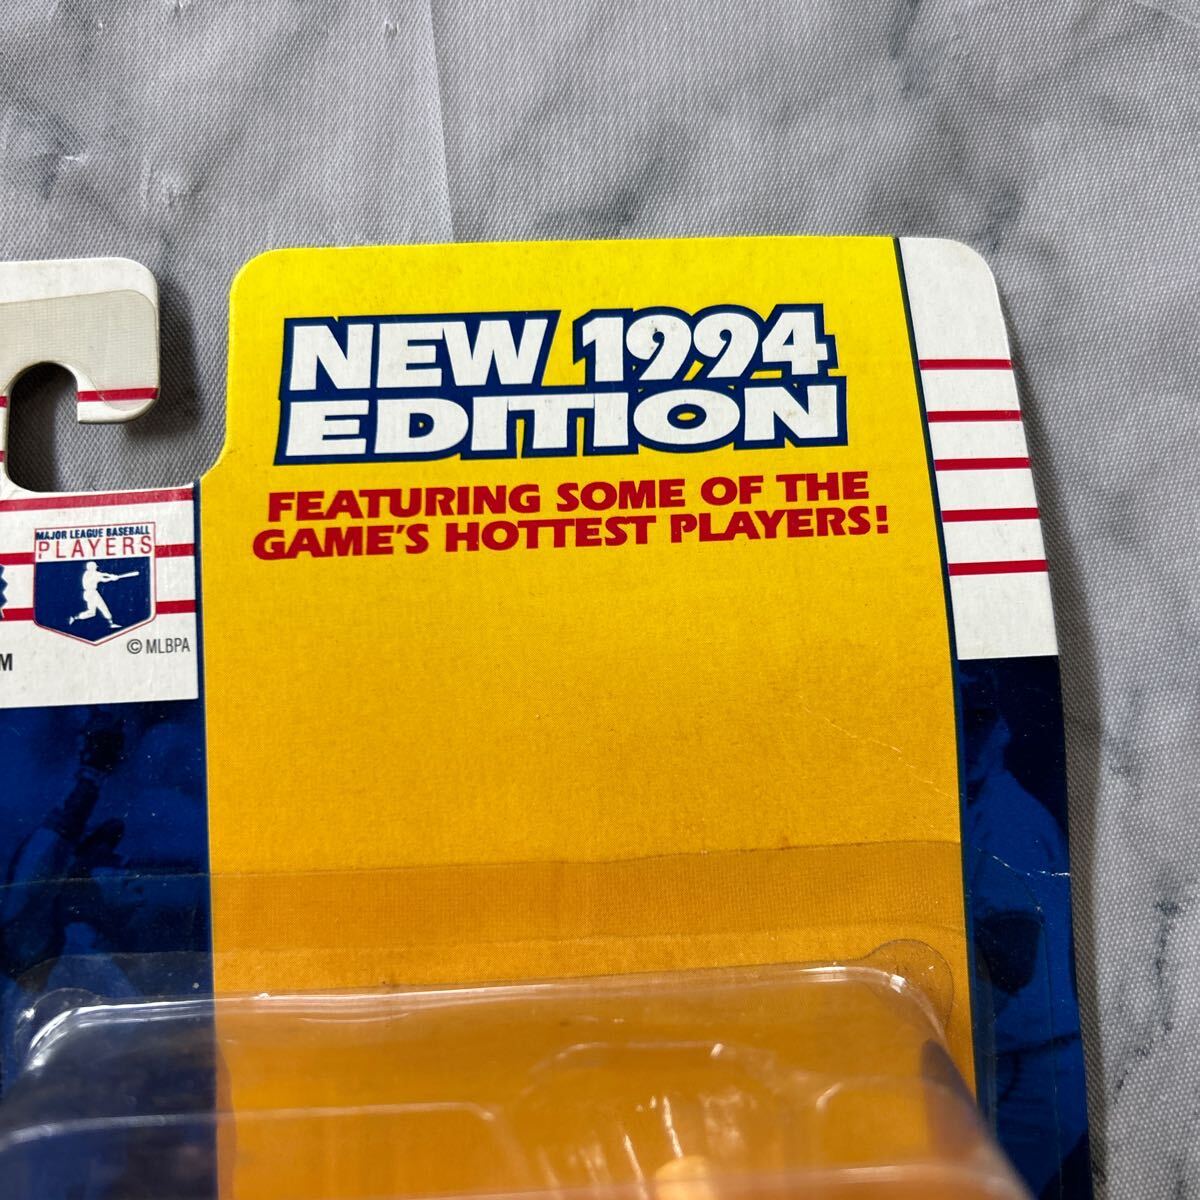 NEW 1994
EDITION
FEATURING SOME OF THE
GAME'S HOTTEST PLAYERS!
MAJOR LEAGUE BASEBALL
PLAYERS
© MLBPA
M